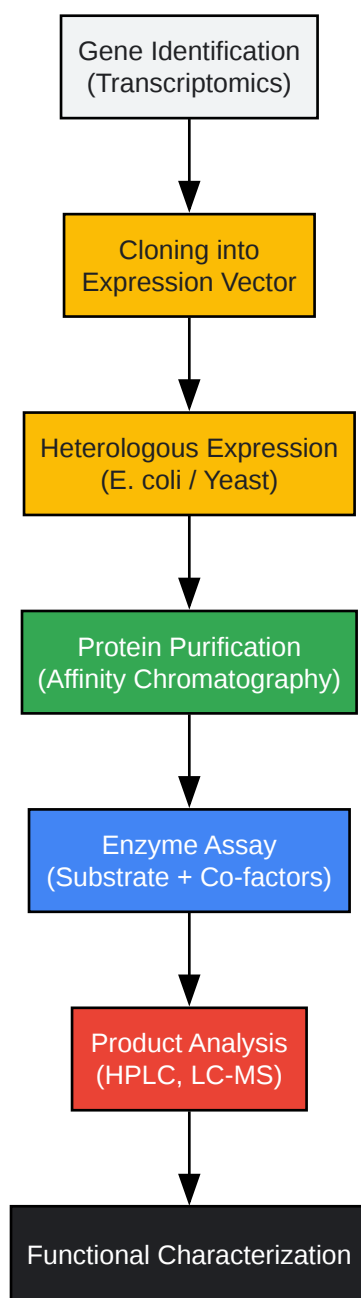 Gene Identification
(Transcriptomics)
Cloning into
Expression Vector
Heterologous Expression
(E. coli / Yeast)
Protein Purification
(Affinity Chromatography)
Enzyme Assay
(Substrate + Co-factors)
Product Analysis
(HPLC, LC-MS)
Functional Characterization